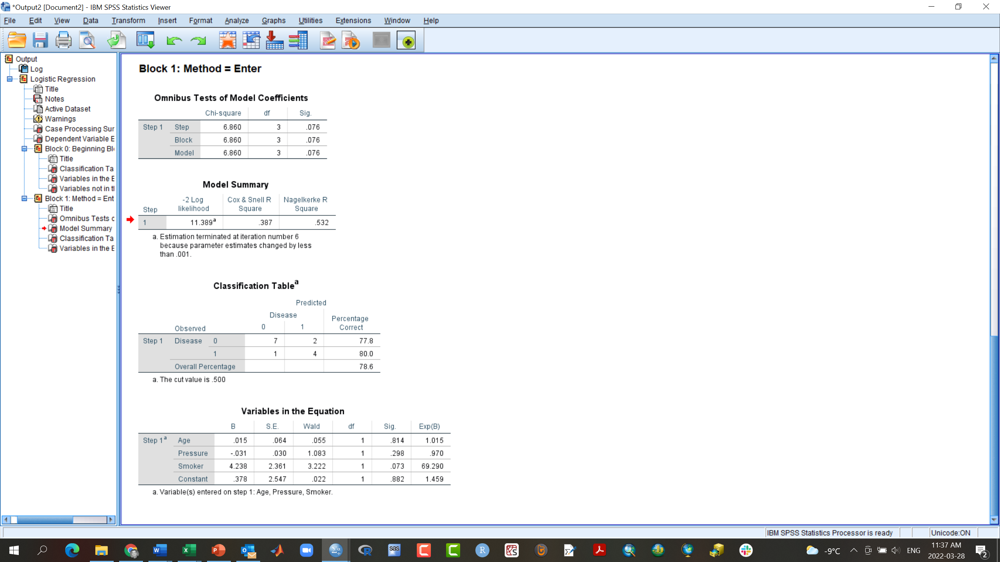 *Output2 [Document2] - IBM SPSS Statistics Viewer
File Edit View Data Transform Insert Format Analyze Graphs Utilities Extensions Window Help
Output
Log
Logistic Regression
Title
Notes
Active Dataset
Warnings
Case Processing Sur
Dependent Variable E
Block 0: Beginning Bl
Title
Classification Ta
Variables in the E
Variables not in tl
Block 1: Method = Ent
Title
Omnibus Tests c
Model Summary
Classification Ta
Variables in the E
Block 1: Method = Enter
Omnibus Tests of Model Coefficients
Chi-square df Sig.
Step 1 Step 6.860 3 .076
Block 6.860 3 .076
Model 6.860 3 .076
Model Summary
Step -2 Log likelihood Cox & Snell R Square Nagelkerke R Square
1 11.389a .387 .532
a. Estimation terminated at iteration number 6
because parameter estimates changed by less
than .001.
Classification Tablea
Predicted
Disease Percentage Correct
Observed 0 1
Step 1 Disease 0 7 2 77.8
1 1 4 80.0
Overall Percentage 78.6
a. The cut value is .500
Variables in the Equation
B S.E. Wald df Sig. Exp(B)
Step 1a Age .015 .064 .055 1 .814 1.015
Pressure -.031 .030 1.083 1 .298 .970
Smoker 4.238 2.361 3.222 1 .073 69.290
Constant .378 2.547 .022 1 .882 1.459
a. Variable(s) entered on step 1: Age, Pressure, Smoker.
IBM SPSS Statistics Processor is ready Unicode:ON
-9°C ENG 11:37 AM
2022-03-28 2